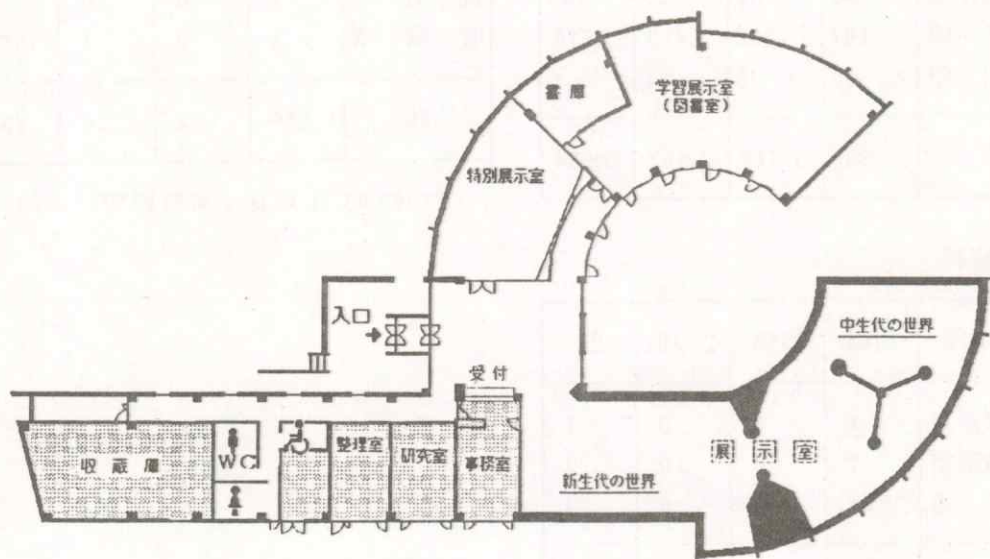 書庫
学習展示室
(図書室)
特別展示室
入口
中生代の世界
受付
展示室
収蔵庫
WC
整理室
研究室
事務室
新生代の世界